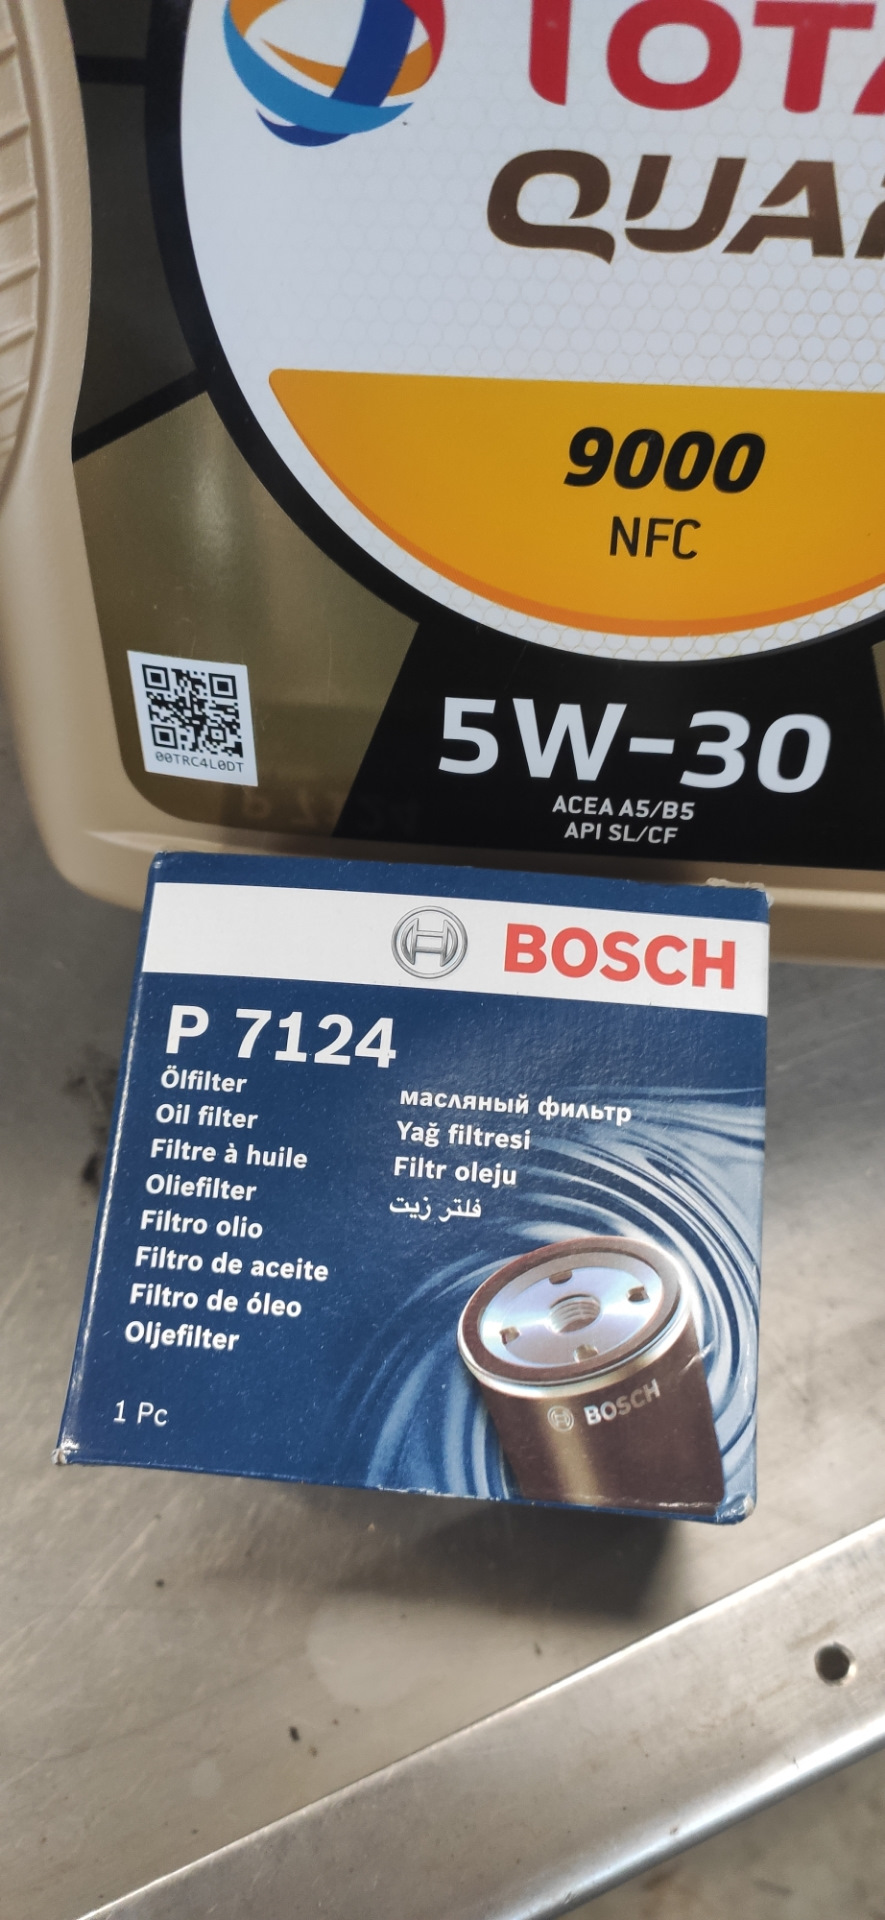 TOTA
QUA
9000
NFC
5W-30
ACEA A5/B5
API SL/CF
00TRC4L0DT
BOSCH
P 7124
Ölfilter
Oil filter
Filtre à huile
Oliefilter
Filtro olio
Filtro de aceite
Filtro de óleo
Oljefilter
масляный фильтр
Yağ filtresi
Filtr oleju
فلتر زيت
1 Pc
BOSCH